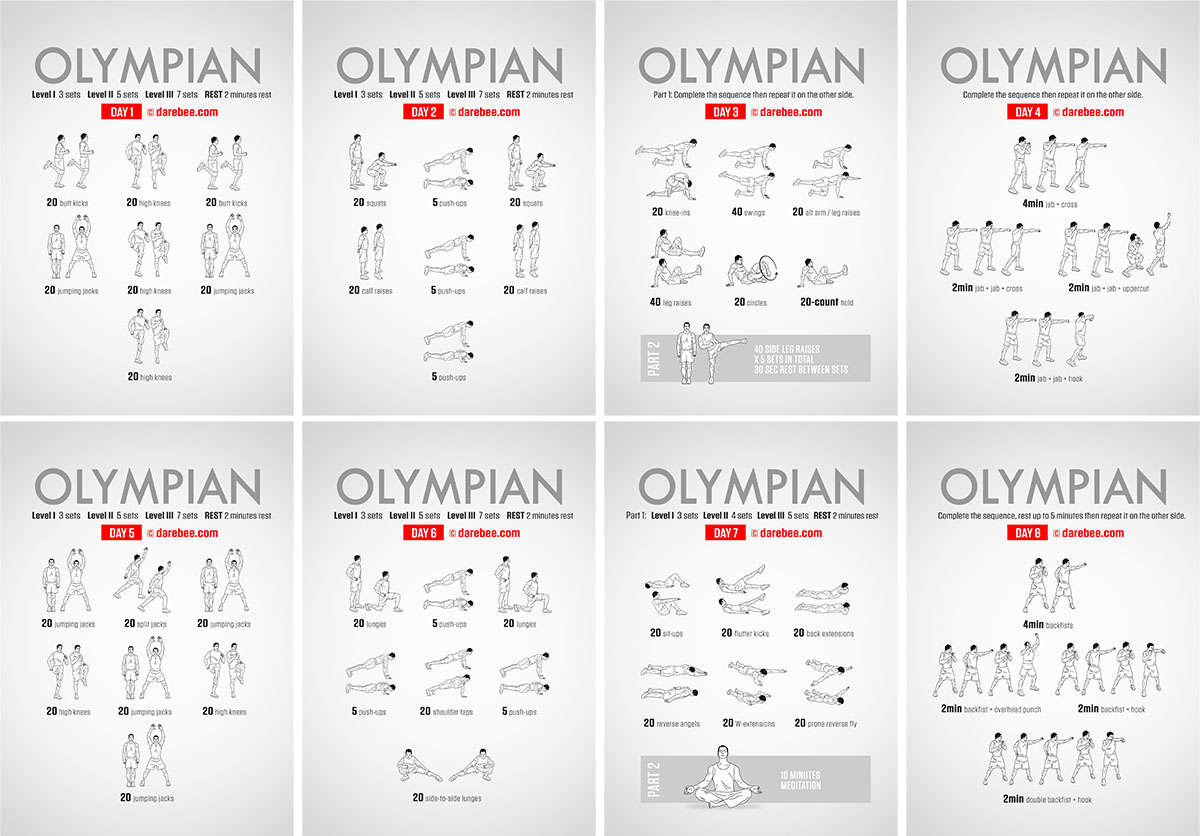 OLYMPIAN
Level I 3 sets Level II 5 sets Level III 7 sets REST 2 minutes rest
DAY 1 © darebee.com
20 butt kicks 20 high knees 20 butt kicks
20 jumping jacks 20 high knees 20 jumping jacks
20 high knees
OLYMPIAN
Level I 3 sets Level II 5 sets Level III 7 sets REST 2 minutes rest
DAY 2 © darebee.com
20 squats 5 push-ups 20 squats
20 calf raises 5 push-ups 20 calf raises
5 push-ups
OLYMPIAN
Part 1: Complete the sequence then repeat it on the other side.
DAY 3 © darebee.com
20 knee-ins 40 swings 20 alt arm / leg raises
40 leg raises 20 circles 20-count hold
PART 2
40 SIDE LEG RAISES
X 5 SETS IN TOTAL
30 SEC REST BETWEEN SETS
OLYMPIAN
Complete the sequence then repeat it on the other side.
DAY 4 © darebee.com
4min jab + cross
2min jab + jab + cross 2min jab + jab + uppercut
2min jab + jab + hook
OLYMPIAN
Level I 3 sets Level II 5 sets Level III 7 sets REST 2 minutes rest
DAY 5 © darebee.com
20 jumping jacks 20 split jacks 20 jumping jacks
20 high knees 20 jumping jacks 20 high knees
20 jumping jacks
OLYMPIAN
Level I 3 sets Level II 5 sets Level III 7 sets REST 2 minutes rest
DAY 6 © darebee.com
20 lunges 5 push-ups 20 lunges
5 push-ups 20 shoulder taps 5 push-ups
20 side-to-side lunges
OLYMPIAN
Part 1: Level I 3 sets Level II 4 sets Level III 5 sets REST 2 minutes rest
DAY 7 © darebee.com
20 sit-ups 20 flutter kicks 20 back extensions
20 reverse angels 20 W-extensions 20 prone reverse fly
PART 2
10 MINUTES
MEDITATION
OLYMPIAN
Complete the sequence, rest up to 5 minutes then repeat it on the other side.
DAY 8 © darebee.com
4min backfists
2min backfist + overhead punch 2min backfist + hook
2min double backfist + hook